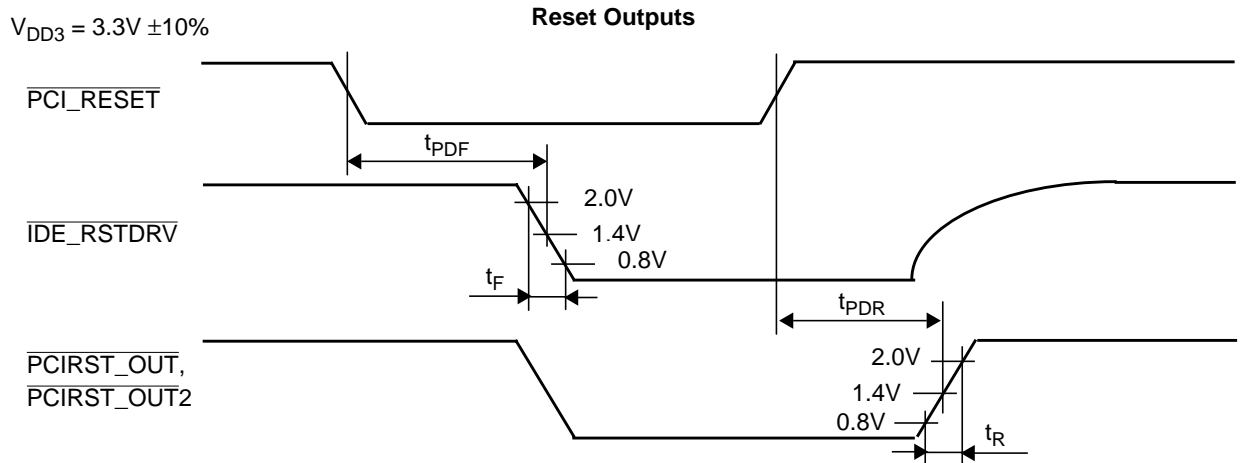 Reset Outputs
VDD3 = 3.3V ±10%
PCI_RESET
tPDF
2.0V
IDE_RSTDRV
1.4V
0.8V
tF
tPDR
PCIRST_OUT,
2.0V
PCIRST_OUT2
1.4V
0.8V
tR